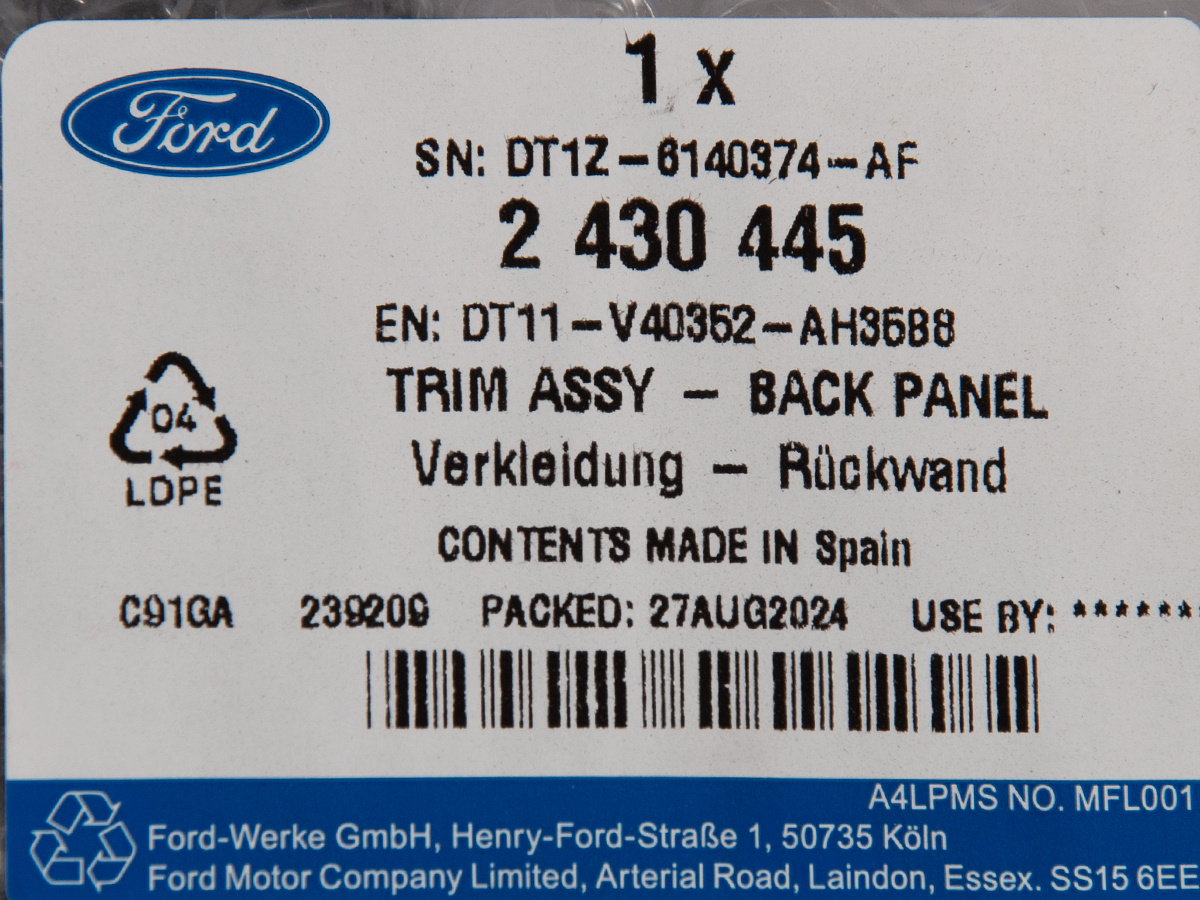 Ford
1 x
SN: DT1Z-6140374-AF
2 430 445
EN: DT11-V40352-AH35B8
TRIM ASSY - BACK PANEL
Verkleidung - Rückwand
04
LDPE
CONTENTS MADE IN Spain
C91GA 239209 PACKED: 27AUG2024 USE BY: *******
A4LPMS NO. MFL001
Ford-Werke GmbH, Henry-Ford-Straße 1, 50735 Köln
Ford Motor Company Limited, Arterial Road, Laindon, Essex. SS15 6EE